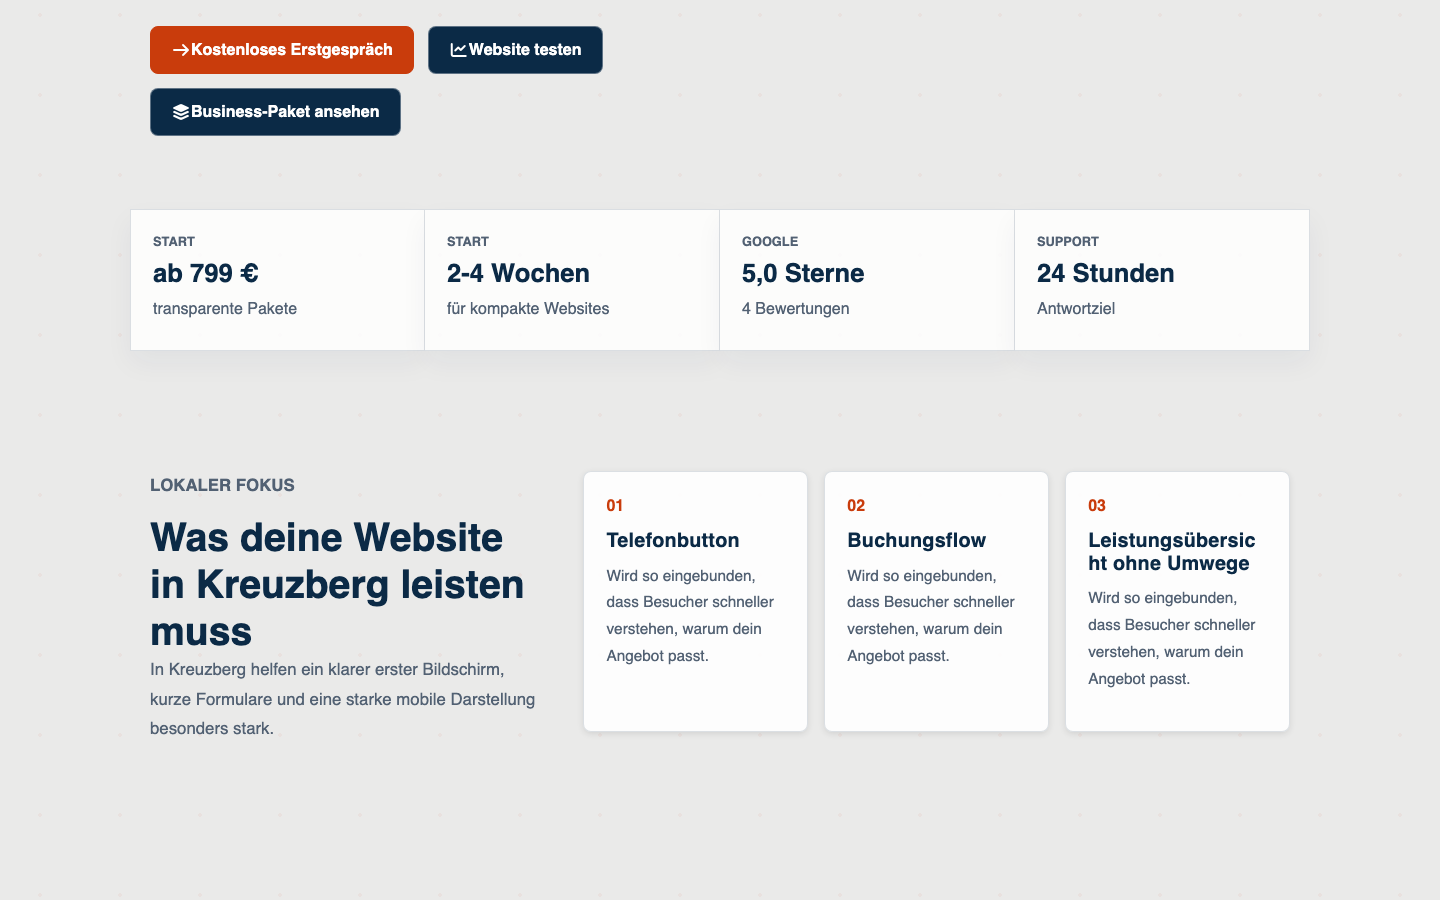 Kostenloses Erstgespräch
Website testen
Business-Paket ansehen
START
ab 799 €
transparente Pakete
START
2-4 Wochen
für kompakte Websites
GOOGLE
5,0 Sterne
4 Bewertungen
SUPPORT
24 Stunden
Antwortziel
LOKALER FOKUS
Was deine Website
in Kreuzberg leisten
muss
In Kreuzberg helfen ein klarer erster Bildschirm,
kurze Formulare und eine starke mobile Darstellung
besonders stark.
01
Telefonbutton
Wird so eingebunden,
dass Besucher schneller
verstehen, warum dein
Angebot passt.
02
Buchungsflow
Wird so eingebunden,
dass Besucher schneller
verstehen, warum dein
Angebot passt.
03
Leistungsübersic
ht ohne Umwege
Wird so eingebunden,
dass Besucher schneller
verstehen, warum dein
Angebot passt.